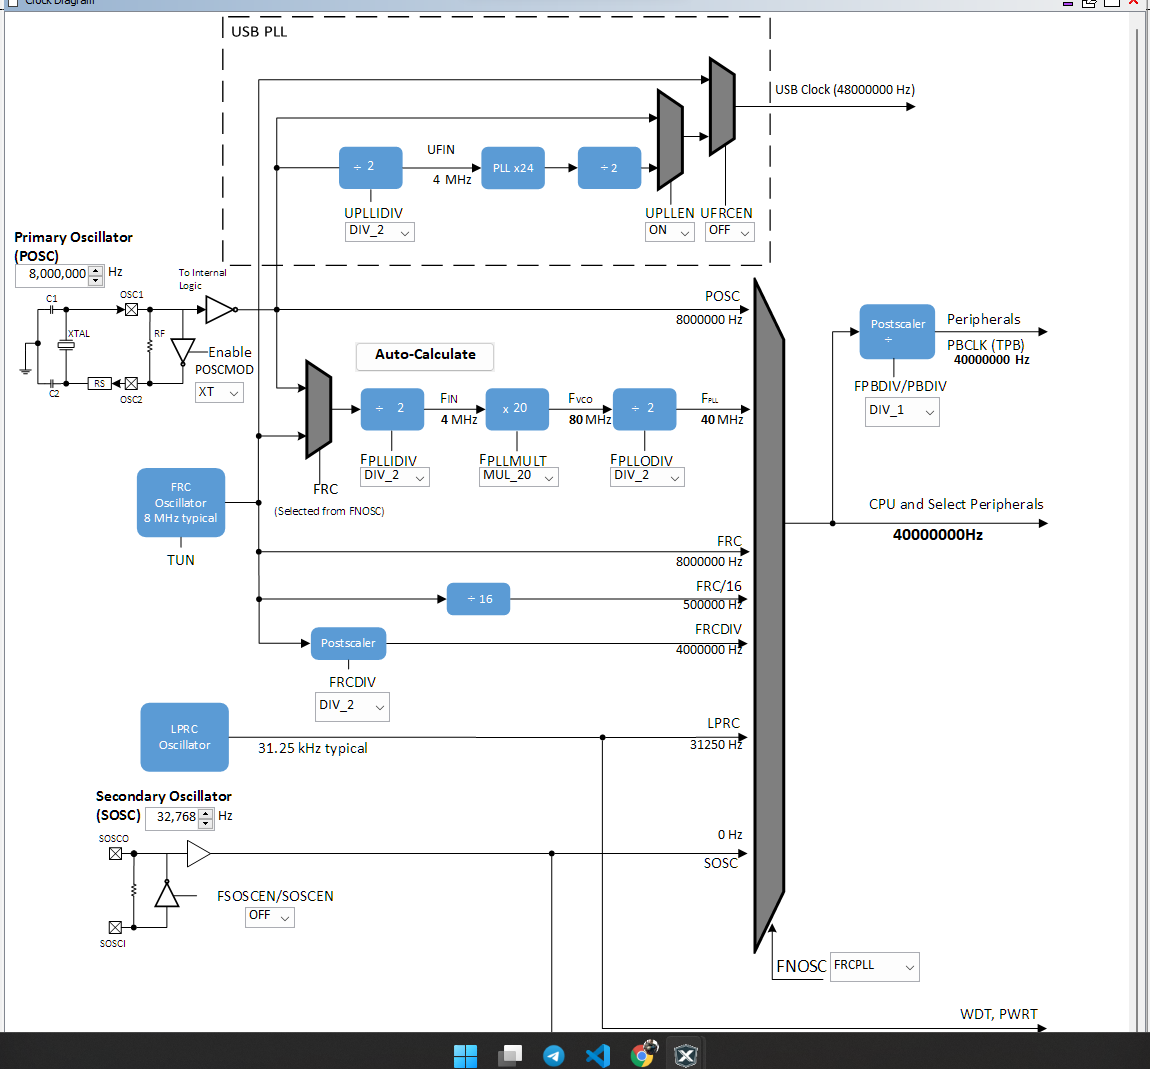 Clock Diagram
USB PLL
USB Clock (48000000 Hz)
÷ 2
UFIN
4 MHz
PLL x24
÷ 2
UPLLIDIV
DIV_2
UPLLEN
ON
UFRCEN
OFF
Primary Oscillator
(POSC)
8,000,000
Hz
To Internal
Logic
C1
OSC1
XTAL
RF
Enable
POSCMOD
XT
C2
RS
OSC2
POSC
8000000 Hz
Auto-Calculate
÷ 2
FIN
4 MHz
x 20
Fvco
80 MHz
÷ 2
FPLL
40 MHz
FPLLIDIV
DIV_2
FPLLMULT
MUL_20
FPLLODIV
DIV_2
FRC
(Selected from FNOSC)
Postscaler
÷
Peripherals
PBCLK (TPB)
40000000 Hz
FPBDIV/PBDIV
DIV_1
FRC
Oscillator
8 MHz typical
TUN
CPU and Select Peripherals
40000000Hz
FRC
8000000 Hz
÷ 16
FRC/16
500000 Hz
Postscaler
FRCDIV
4000000 Hz
FRCDIV
DIV_2
LPRC
Oscillator
31.25 kHz typical
LPRC
31250 Hz
Secondary Oscillator
(SOSC)
32,768
Hz
SOSCO
0 Hz
SOSC
FSOSCEN/SOSCEN
OFF
SOSCI
FNOSC
FRCPLL
WDT, PWRT